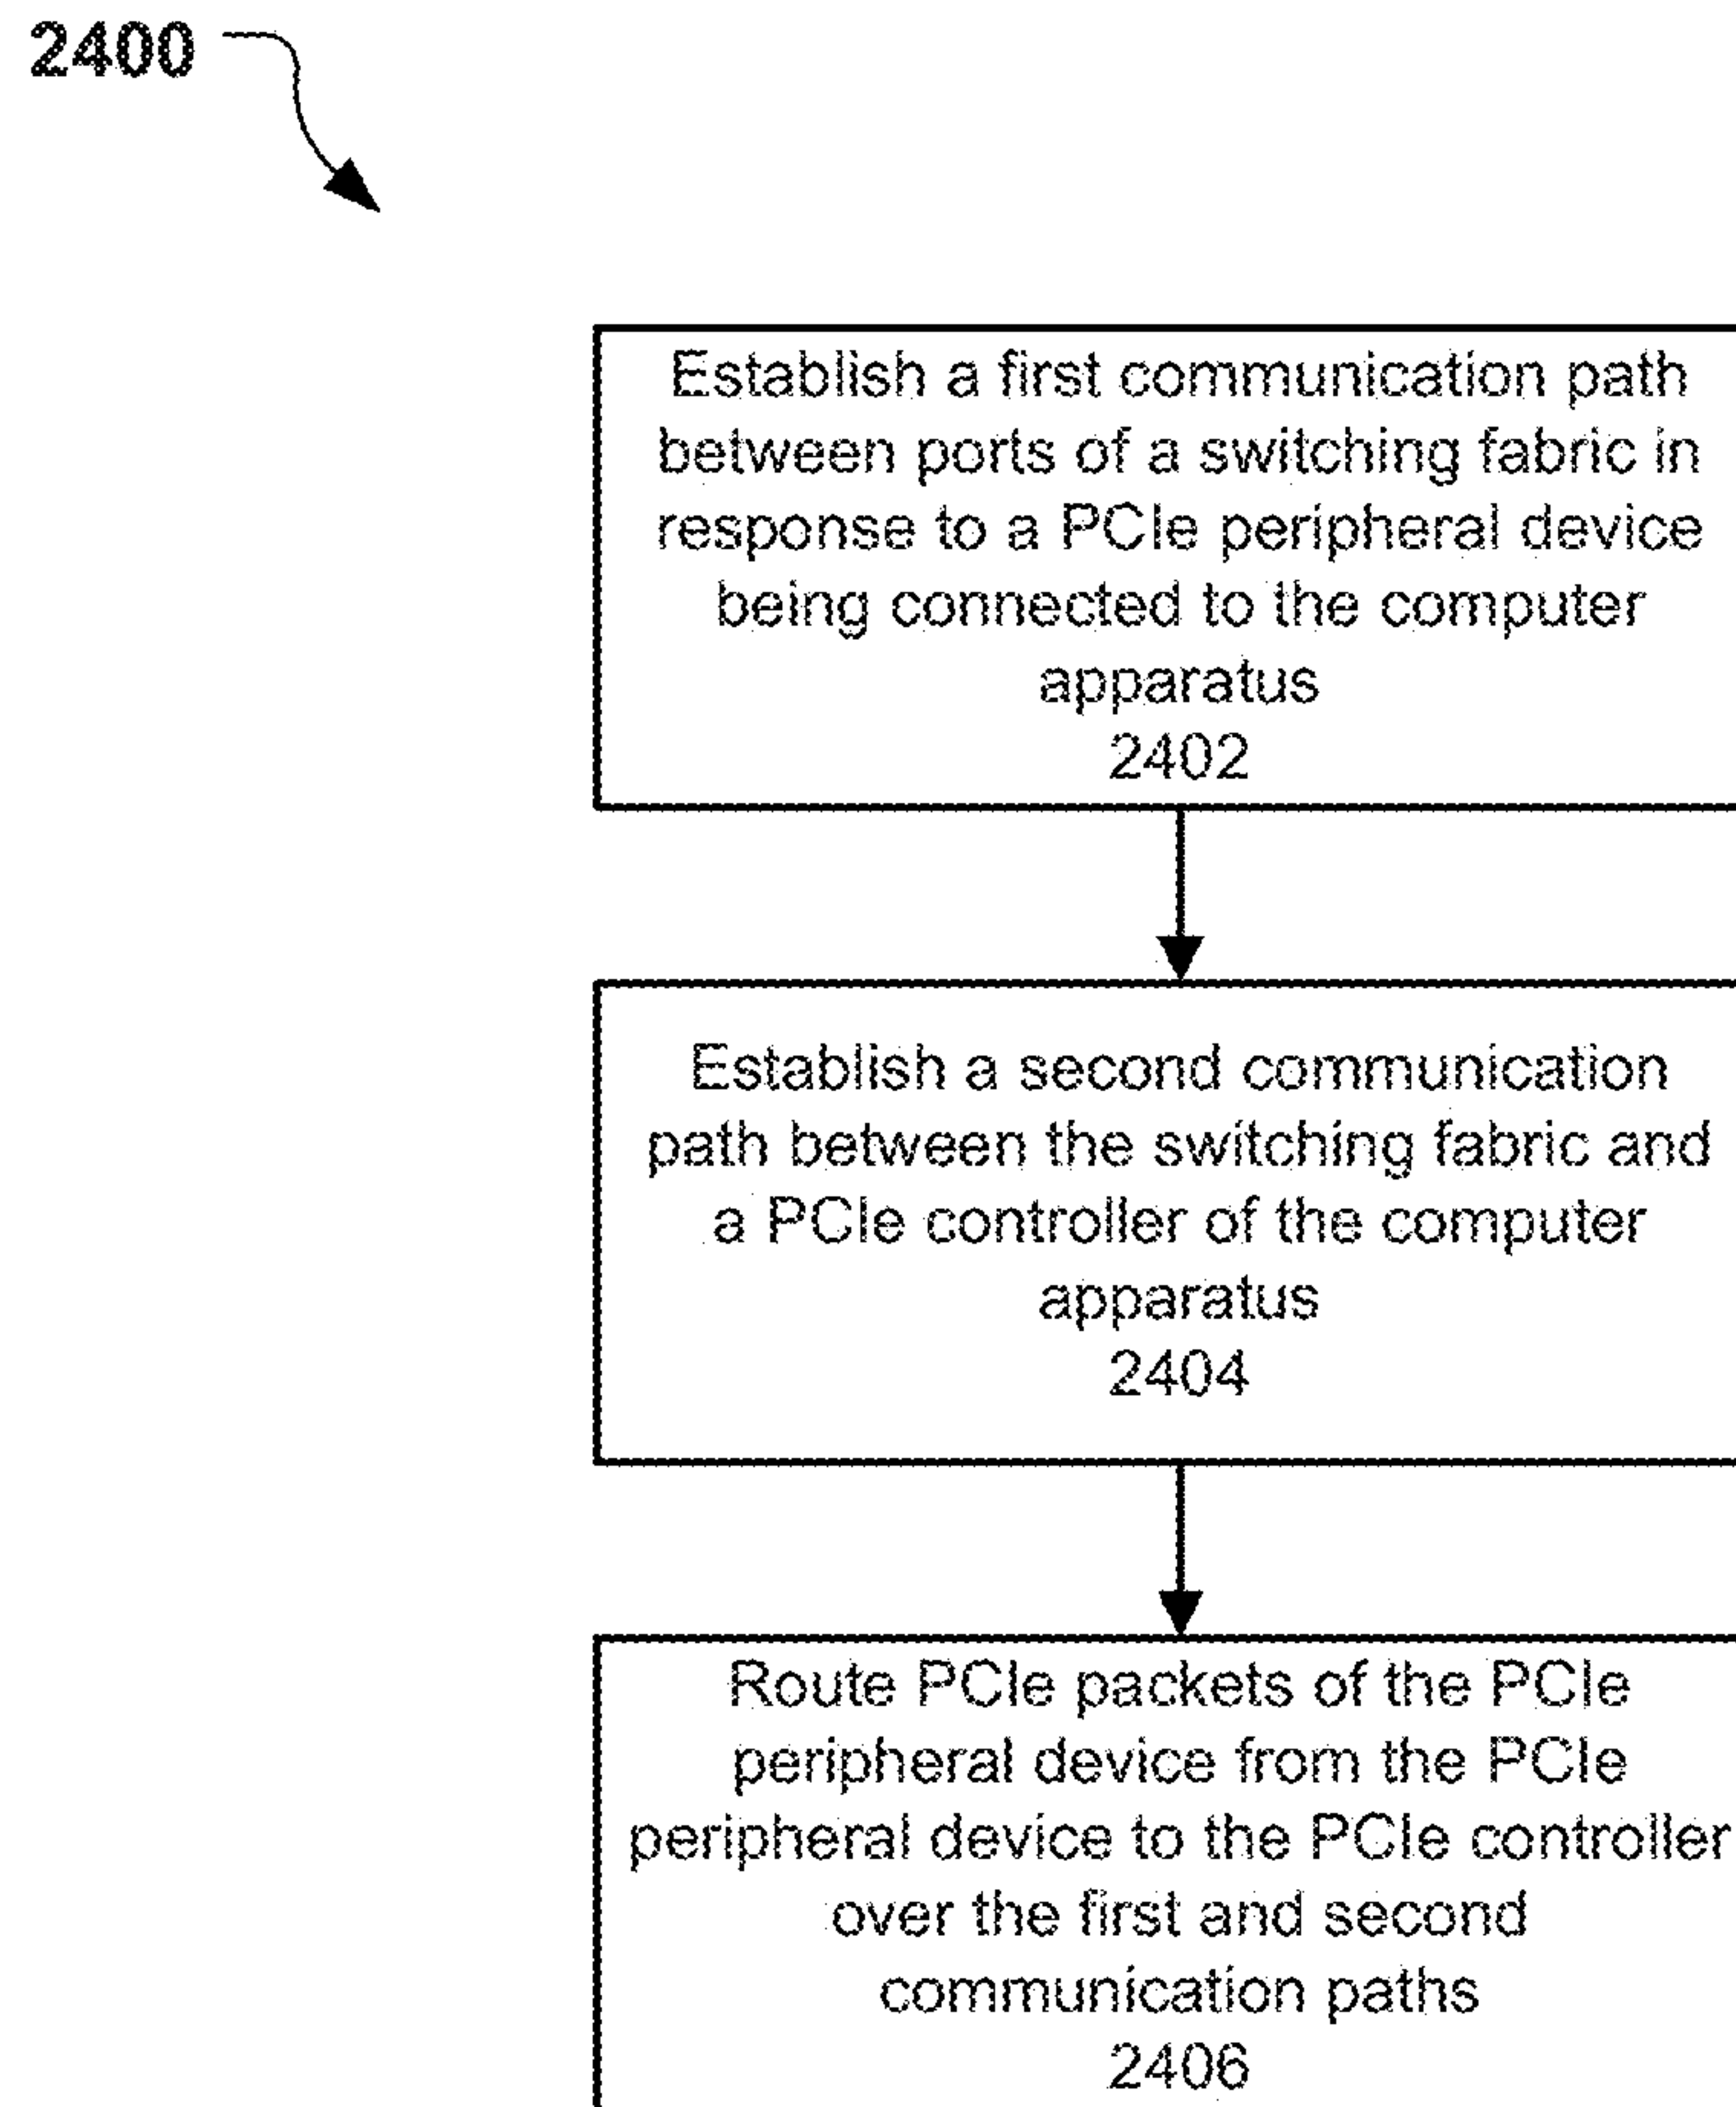 2400
Establish a first communication path
between ports of a switching fabric in
response to a PCIe peripheral device
being connected to the computer
apparatus
2402
Establish a second communication
path between the switching fabric and
a PCIe controller of the computer
apparatus
2404
Route PCIe packets of the PCIe
peripheral device from the PCIe
peripheral device to the PCIe controller
over the first and second
communication paths
2406